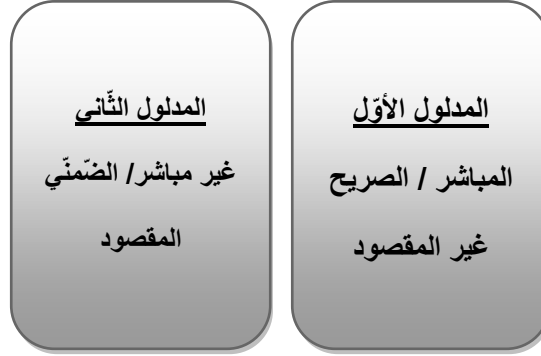 المدلول الأوّل
المباشر / الصريح
غير المقصود
المدلول الثّاني
غير مباشر/ الضّمنّي
المقصود